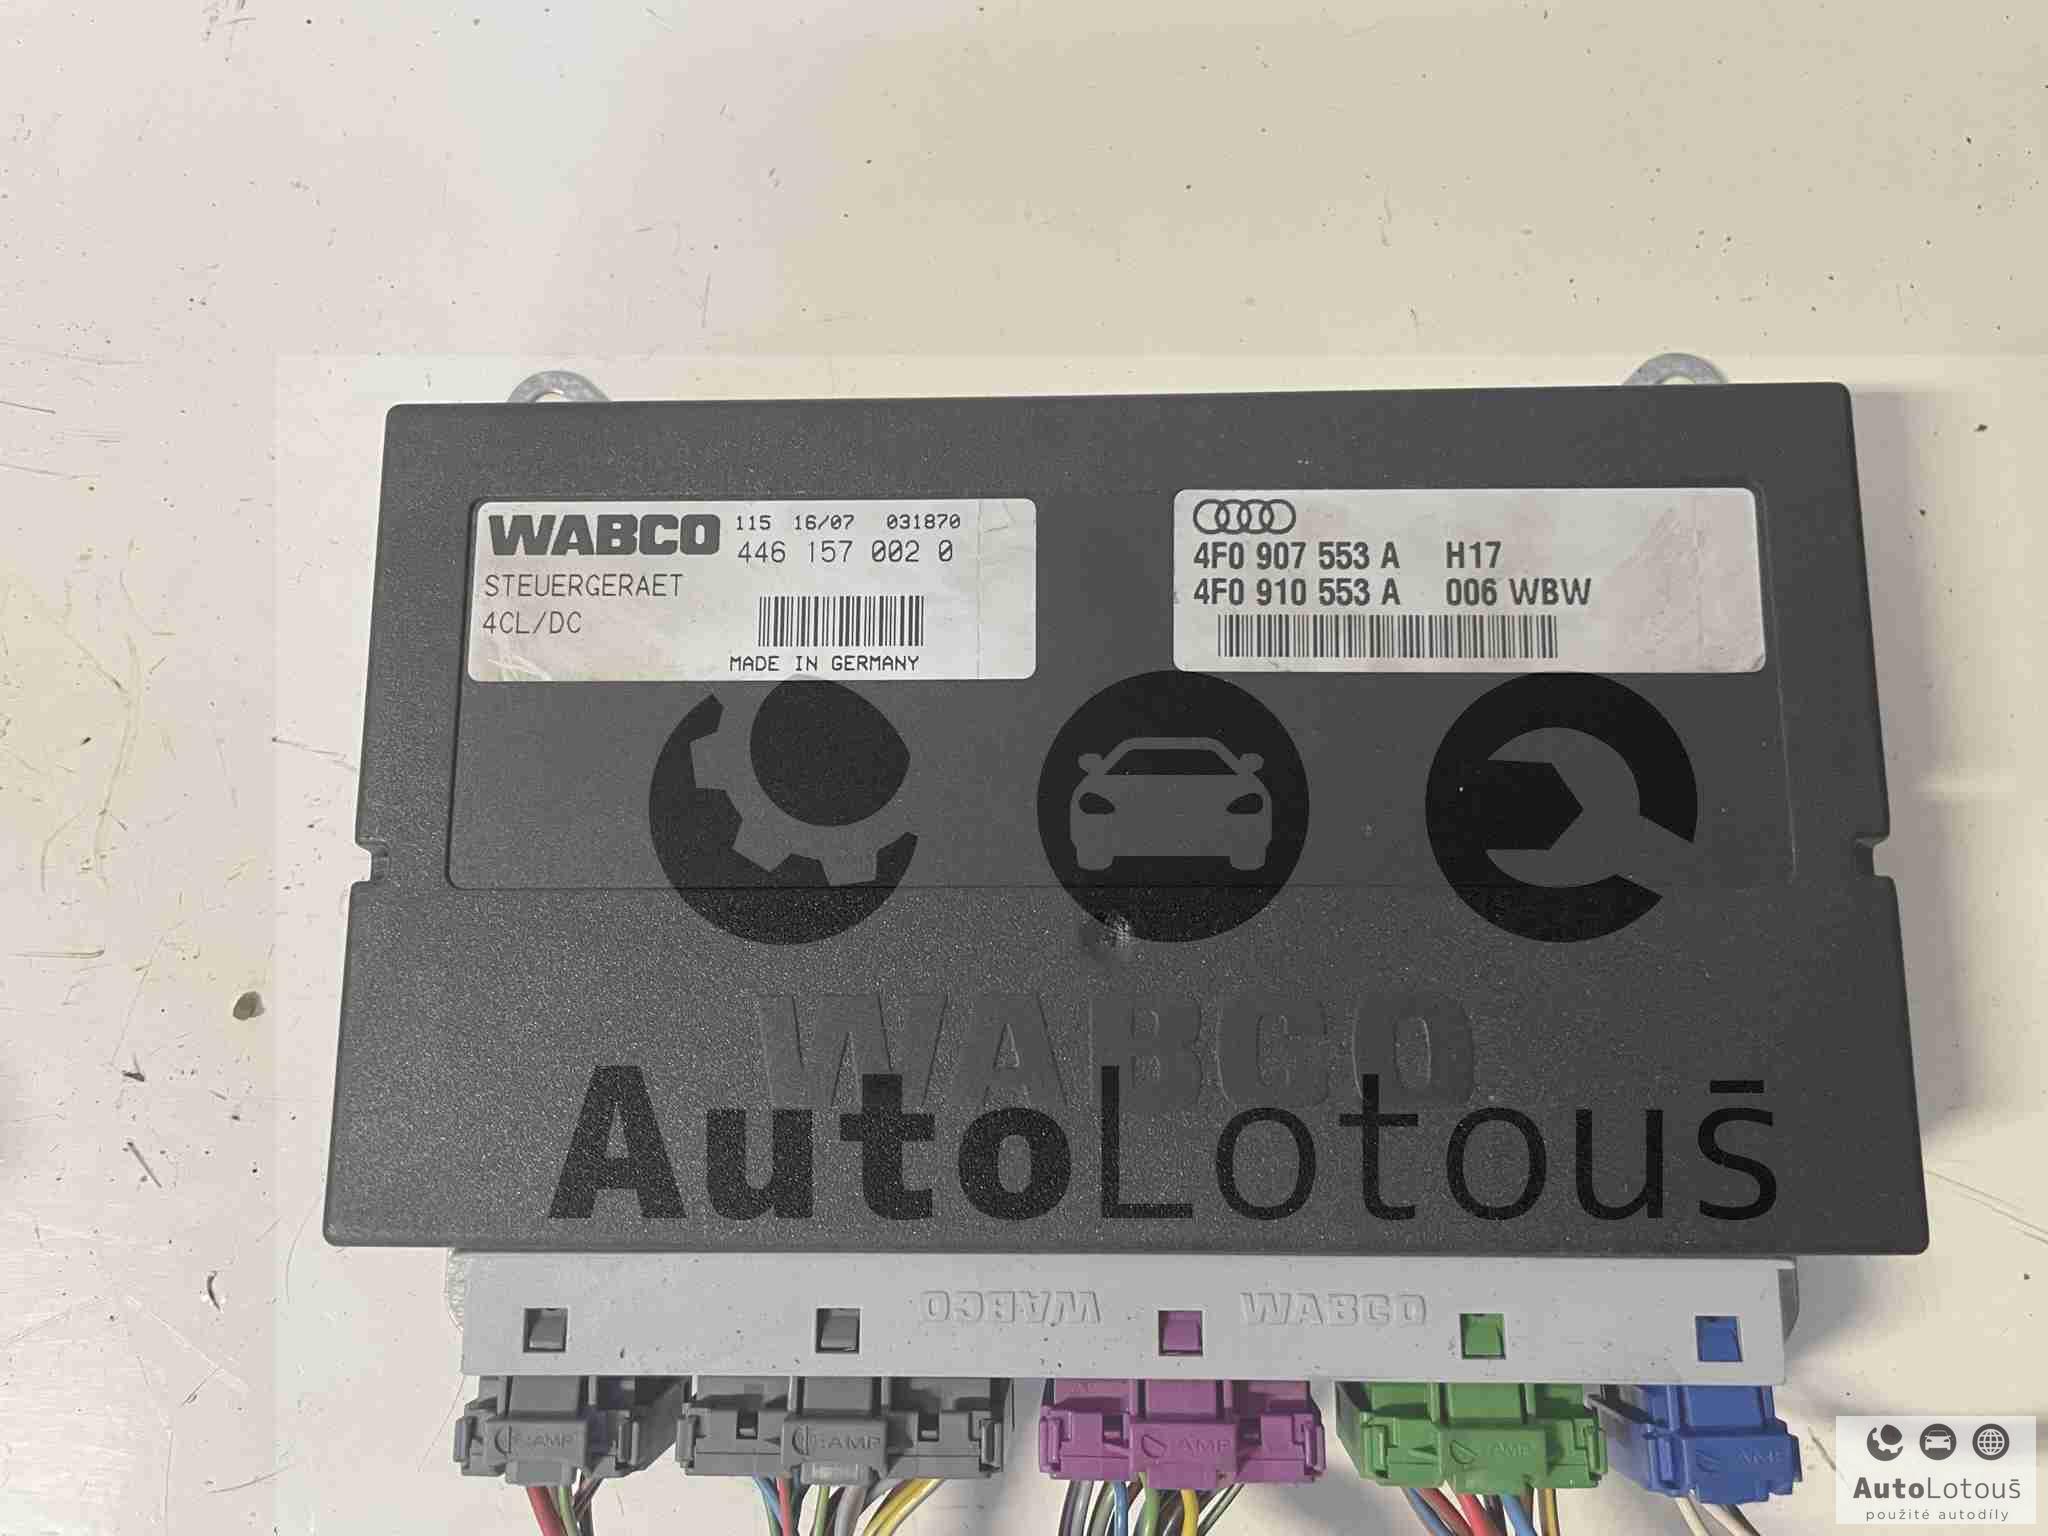 WABCO 115 16/07 031870
446 157 002 0
STEUERGERAET
4CL/DC
MADE IN GERMANY
4F0 907 553 A H17
4F0 910 553 A 006 WBW
WABCO
AutoLotouš
WABCO WABCO
AMP AMP AMP AMP AMP
AutoLotouš
použité autodíly